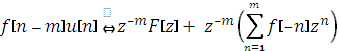 f[n − m]u[n] ⇔ z^{−m}F[z] + z^{−m}(∑_{n=1}^{m} f[−n]z^{n})